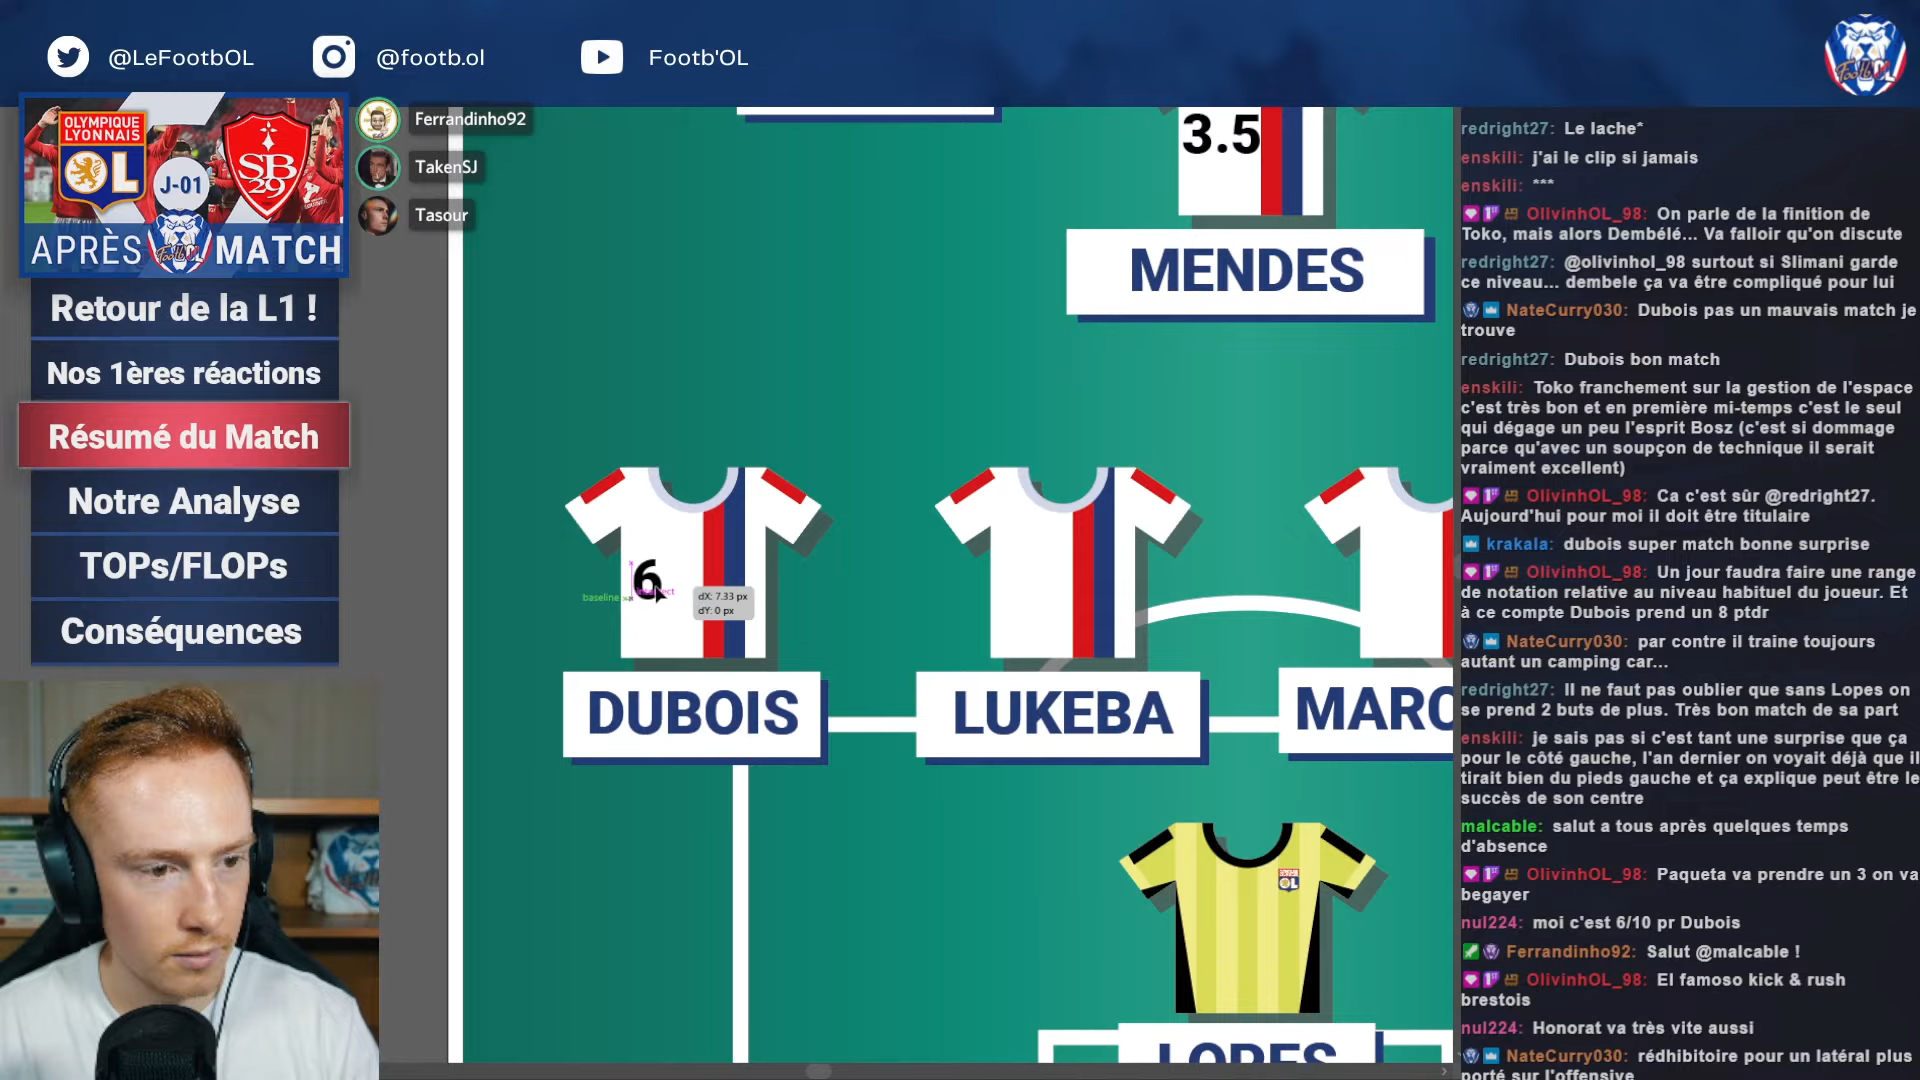 @LeFootbOL
@footb.ol
Footb'OL
OLYMPIQUE
LYONNAIS
OL
J-01
SB
29
APRÈS
MATCH
Ferrandinho92
TakenSJ
Tasour
Retour de la L1 !
Nos 1ères réactions
Résumé du Match
Notre Analyse
TOPs/FLOPs
Conséquences
3.5
MENDES
6
baseline
dX: 7.33 px
dY: 0 px
DUBOIS
LUKEBA
MARC
LOPES
redright27: Le lache*
enskili: j'ai le clip si jamais
enskili: ***
OlivinhOL_98: On parle de la finition de
Toko, mais alors Dembélé... Va falloir qu'on discute
redright27: @olivinhol_98 surtout si Slimani garde
ce niveau... dembele ça va être compliqué pour lui
NateCurry030: Dubois pas un mauvais match je
trouve
redright27: Dubois bon match
enskili: Toko franchement sur la gestion de l'espace
c'est très bon et en première mi-temps c'est le seul
qui dégage un peu l'esprit Bosz (c'est si dommage
parce qu'avec un soupçon de technique il serait
vraiment excellent)
OlivinhOL_98: Ca c'est sûr @redright27.
Aujourd'hui pour moi il doit être titulaire
krakala: dubois super match bonne surprise
OlivinhOL_98: Un jour faudra faire une range
de notation relative au niveau habituel du joueur. Et
à ce compte Dubois prend un 8 ptdr
NateCurry030: par contre il traine toujours
autant un camping car...
redright27: Il ne faut pas oublier que sans Lopes on
se prend 2 buts de plus. Très bon match de sa part
enskili: je sais pas si c'est tant une surprise que ça
pour le côté gauche, l'an dernier on voyait déjà que il
tirait bien du pieds gauche et ça explique peut être le
succès de son centre
malcable: salut a tous après quelques temps
d'absence
OlivinhOL_98: Paqueta va prendre un 3 on va
begayer
nul224: moi c'est 6/10 pr Dubois
Ferrandinho92: Salut @malcable !
OlivinhOL_98: El famoso kick & rush
brestois
nul224: Honorat va très vite aussi
NateCurry030: rédhibitoire pour un latéral plus
porté sur l'offensive